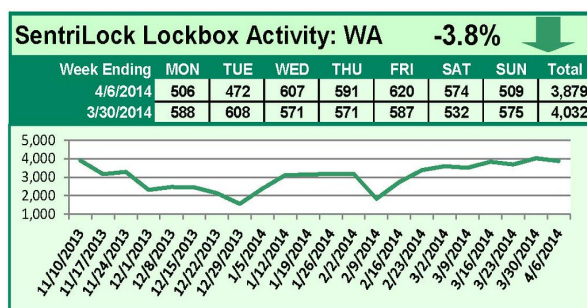 SentriLock Lockbox Activity: WA -3.8%
Week Ending MON TUE WED THU FRI SAT SUN Total
4/6/2014 506 472 607 591 620 574 509 3,879
3/30/2014 588 608 571 571 587 532 575 4,032
5,000
4,000
3,000
2,000
1,000
11/10/2013 11/17/2013 11/24/2013 12/1/2013 12/8/2013 12/15/2013 12/22/2013 12/29/2013 1/5/2014 1/12/2014 1/19/2014 1/26/2014 2/2/2014 2/9/2014 2/16/2014 2/23/2014 3/2/2014 3/9/2014 3/16/2014 3/23/2014 3/30/2014 4/6/2014